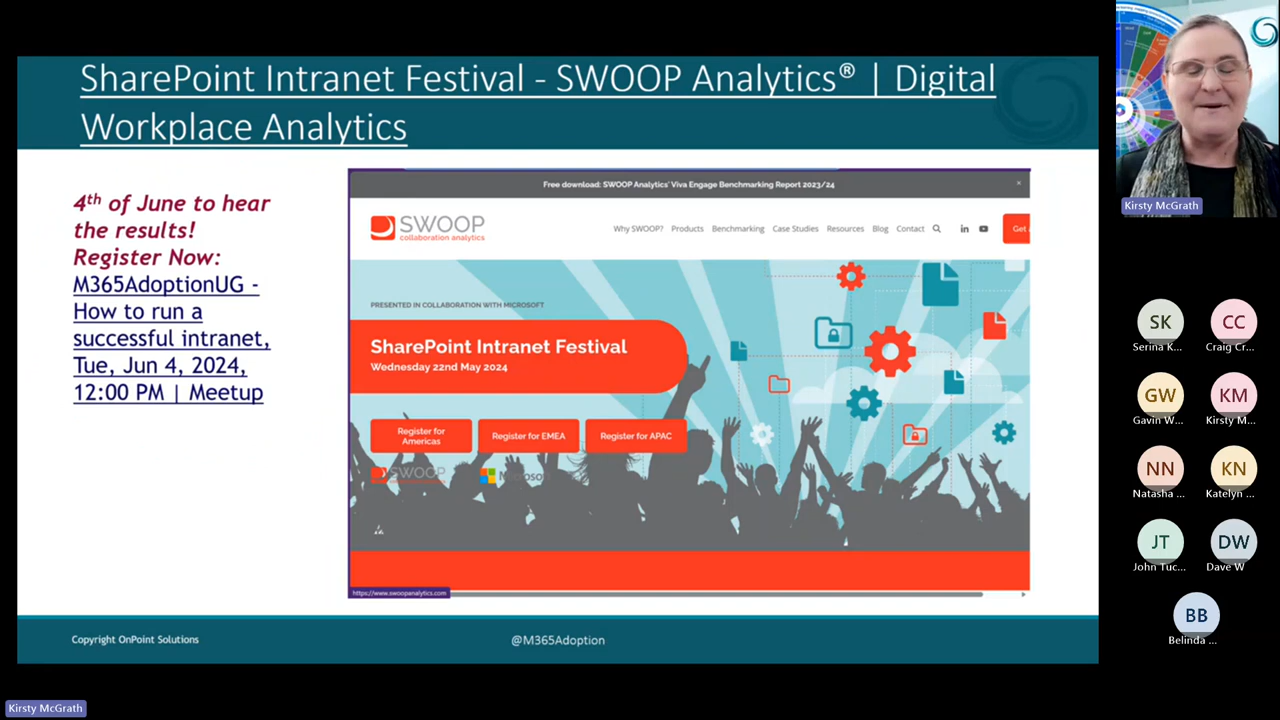 SharePoint Intranet Festival - SWOOP Analytics® | Digital
Workplace Analytics
4th of June to hear
the results!
Register Now:
M365AdoptionUG -
How to run a
successful intranet,
Tue, Jun 4, 2024,
12:00 PM | Meetup
Free download: SWOOP Analytics' Viva Engage Benchmarking Report 2023/24
SWOOP
collaboration analytics
Why SWOOP? Products Benchmarking Case Studies Resources Blog Contact
Get
PRESENTED IN COLLABORATION WITH MICROSOFT
SharePoint Intranet Festival
Wednesday 22nd May 2024
Register for
Americas
Register for EMEA
Register for APAC
SWOOP
Microsoft
https://www.swoopanalytics.com
Copyright OnPoint Solutions
@M365Adoption
Kirsty McGrath
SK
Serina K...
CC
Craig Cr...
GW
Gavin W...
KM
Kirsty M...
NN
Natasha ...
KN
Katelyn ...
JT
John Tuc...
DW
Dave W
BB
Belinda ...
Kirsty McGrath